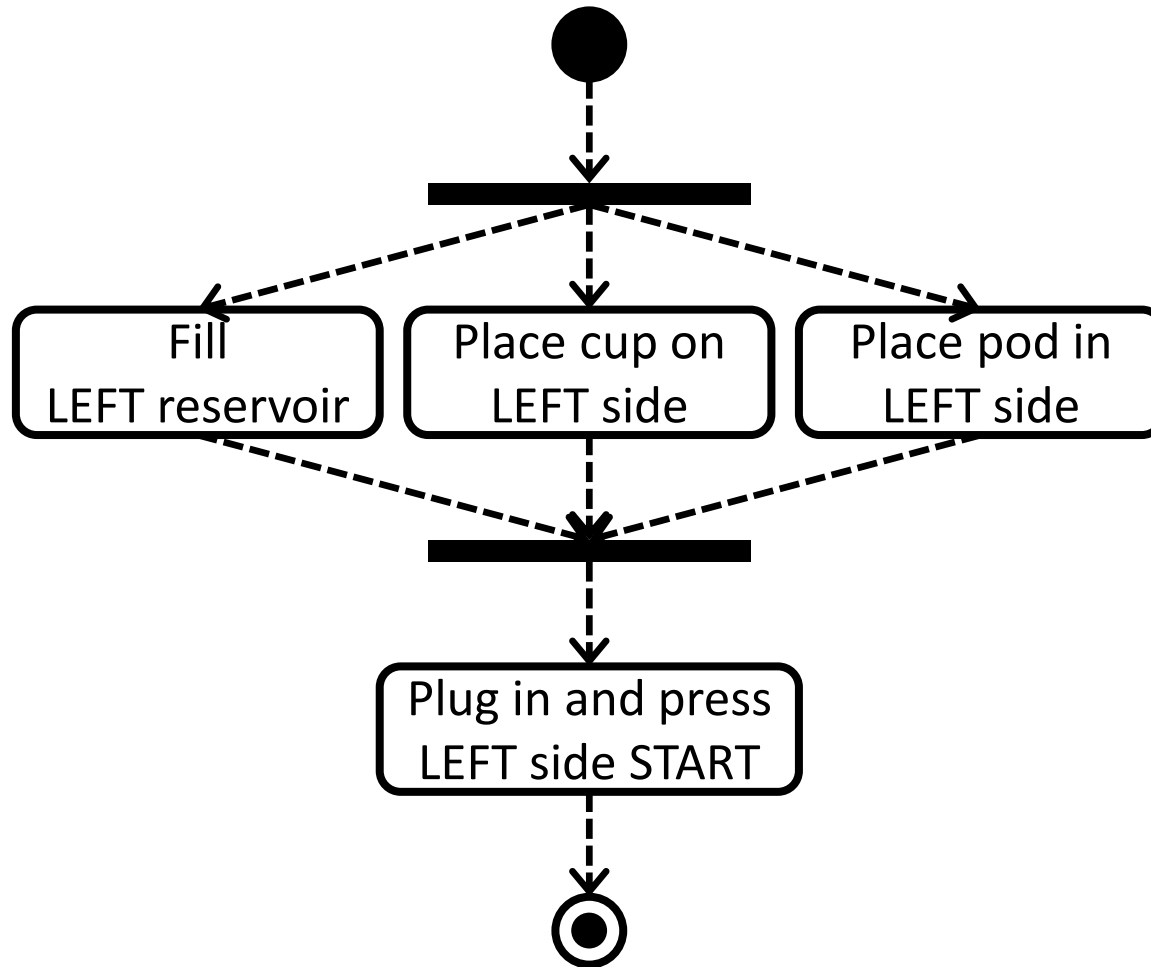 Fill
LEFT reservoir
Place cup on
LEFT side
Place pod in
LEFT side
Plug in and press
LEFT side START